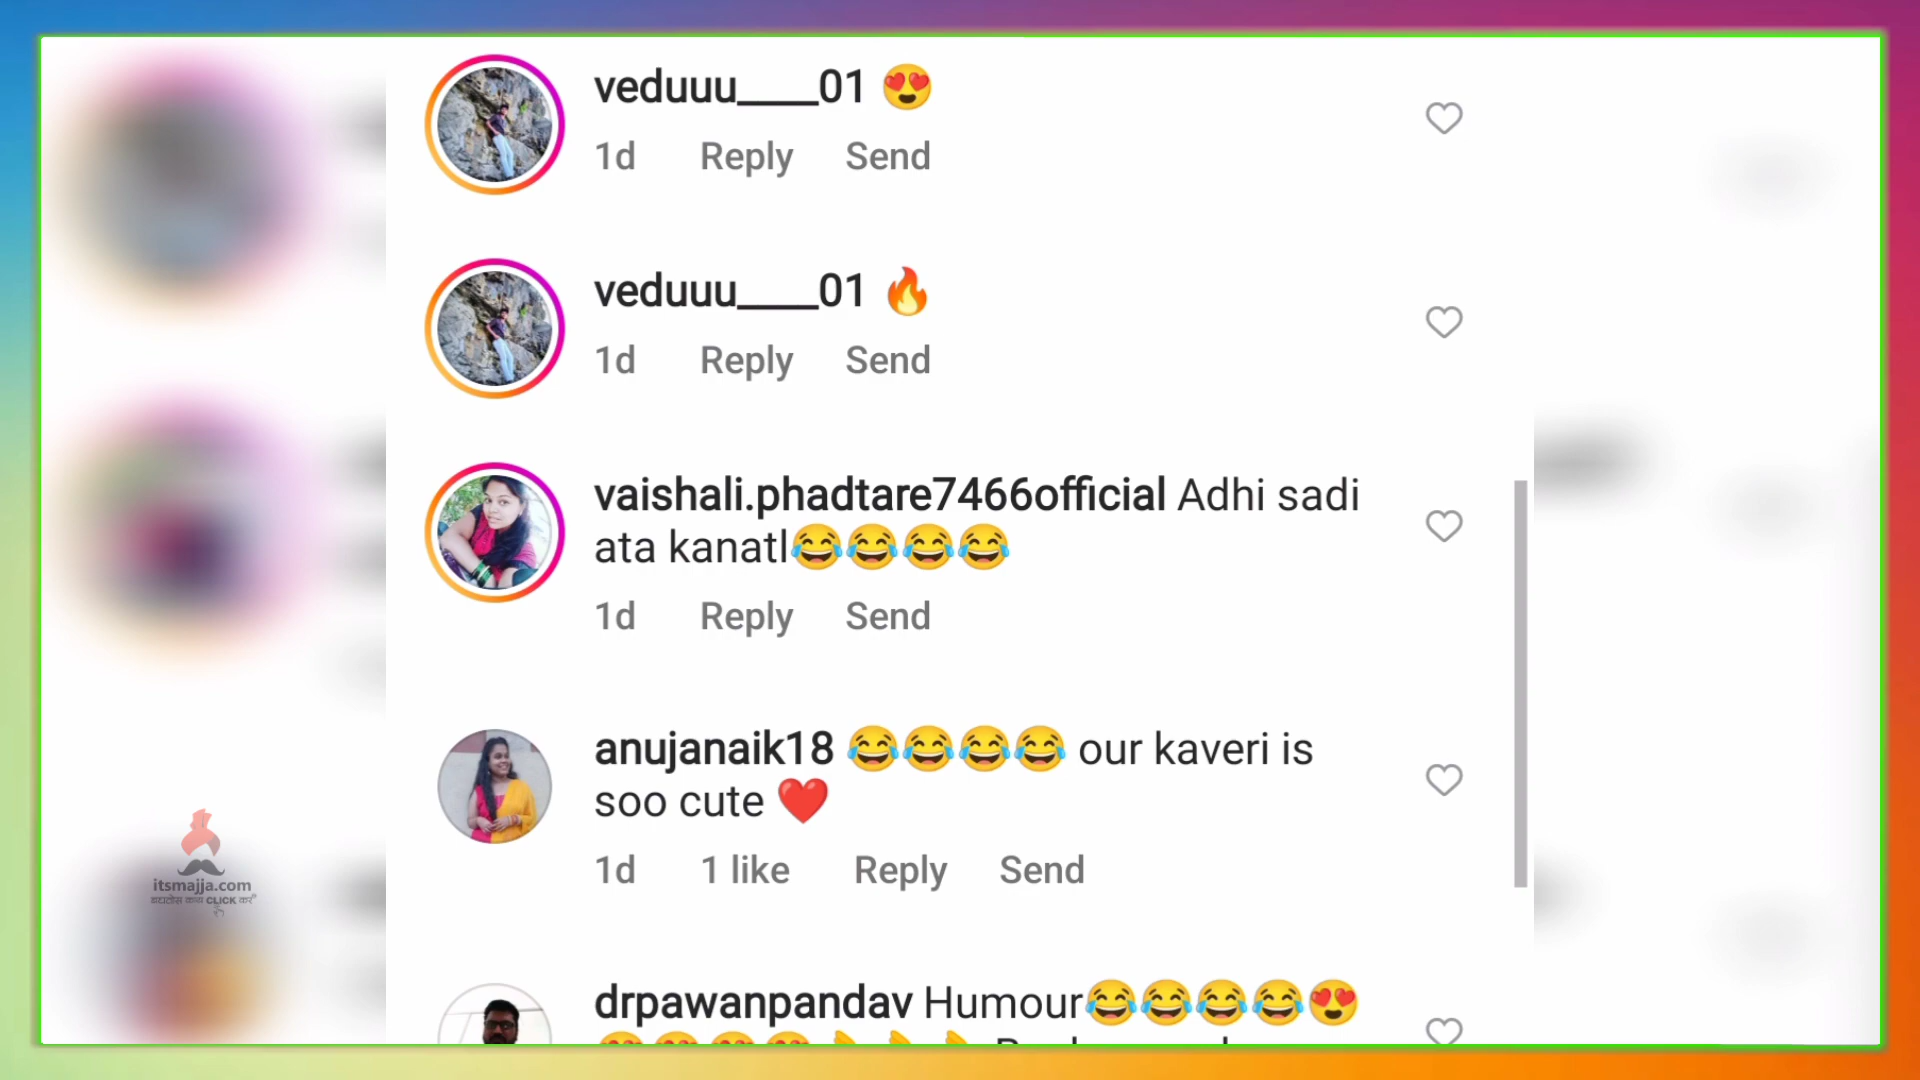 veduuu____01 😍
1d Reply Send
veduuu____01 🔥
1d Reply Send
vaishali.phadtare7466official Adhi sadi
ata kanatl😂😂😂😂
1d Reply Send
anujanaik18 😂😂😂😂 our kaveri is
soo cute ❤️
1d 1 like Reply Send
itsmajja.com
drpawanpandav Humour😂😂😂😂😍